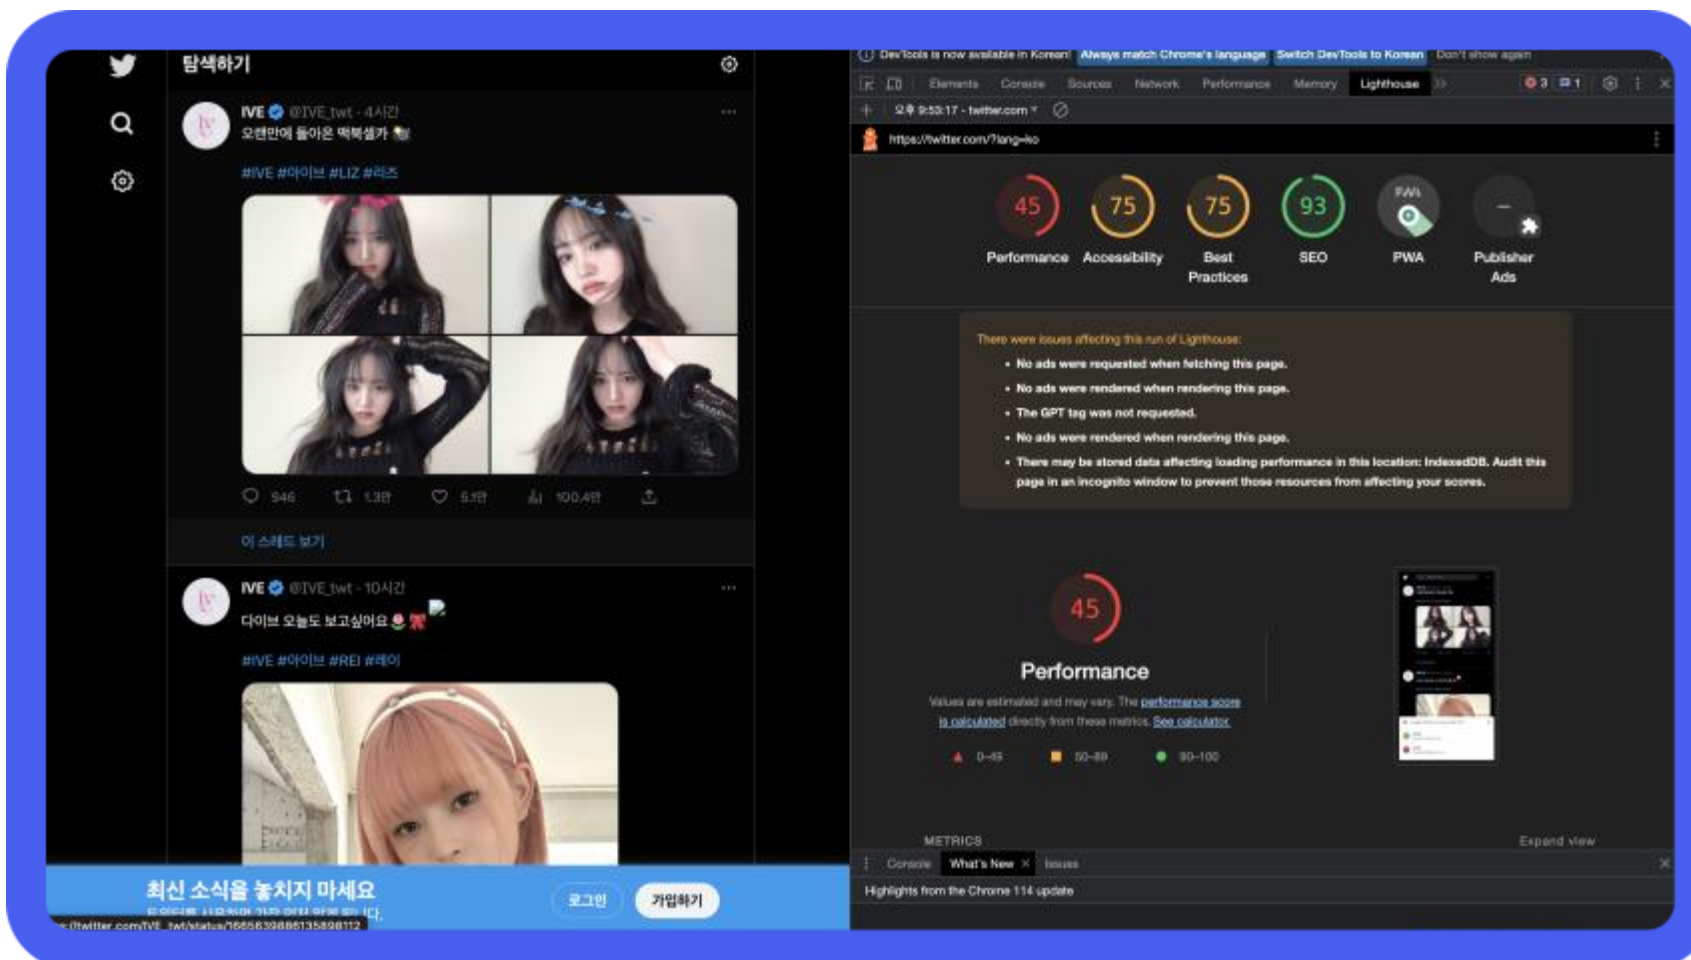 탐색하기
IVE @IVE_twt · 4시간
오랜만에 돌아온 맥북셀카
#IVE #아이브 #LIZ #리즈
946 1.3만 5.1만 100.4만
이 스레드 보기
IVE @IVE_twt · 10시간
다이브 오늘도 보고싶어요
#IVE #아이브 #REI #레이
최신 소식을 놓치지 마세요
로그인 가입하기
twitter.com/IVE_twt/status/1665639886135898112
DevTools is now available in Korean! Always match Chrome's language Switch DevTools to Korean Don't show again
Elements Console Sources Network Performance Memory Lighthouse 3 1
오후 9:53:17 - twitter.com
https://twitter.com/?lang=ko
45 75 75 93 PWA –
Performance Accessibility Best Practices SEO PWA Publisher Ads
There were issues affecting this run of Lighthouse:
• No ads were requested when fetching this page.
• No ads were rendered when rendering this page.
• The GPT tag was not requested.
• No ads were rendered when rendering this page.
• There may be stored data affecting loading performance in this location: IndexedDB. Audit this
page in an incognito window to prevent those resources from affecting your scores.
45
Performance
Values are estimated and may vary. The performance score
is calculated directly from these metrics. See calculator.
0–49 50–89 90–100
METRICS Expand view
Console What's New Issues
Highlights from the Chrome 114 update